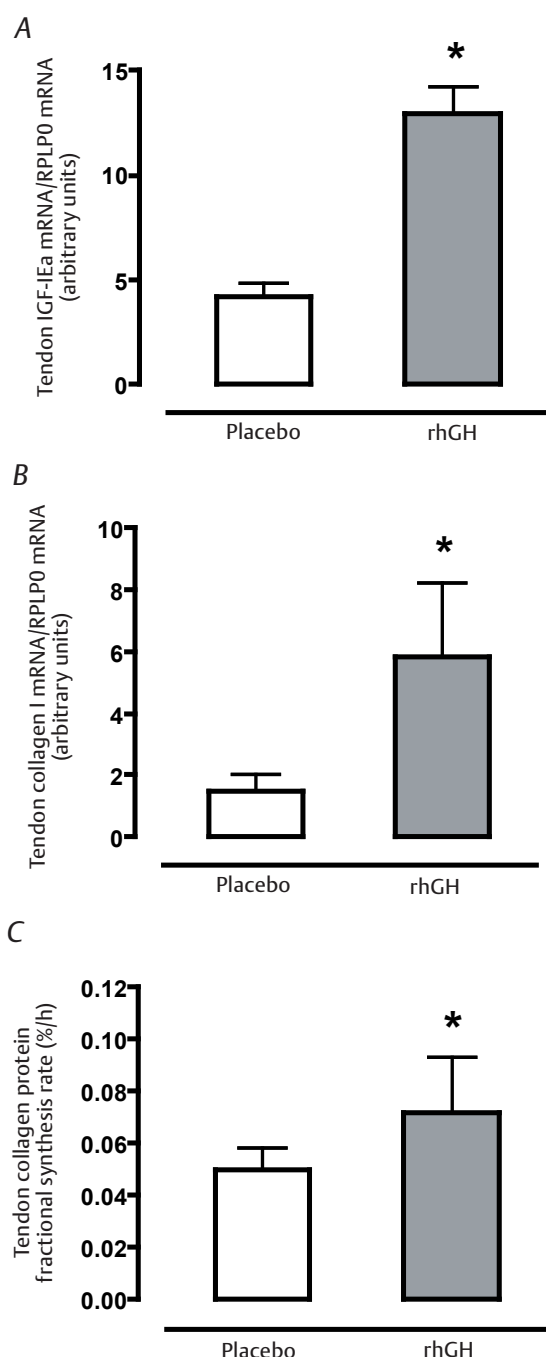 A
Tendon IGF-IEa mRNA/RPLP0 mRNA
(arbitrary units)
15
10
5
0
*
Placebo
rhGH
B
Tendon collagen I mRNA/RPLP0 mRNA
(arbitrary units)
10
8
6
4
2
0
*
Placebo
rhGH
C
Tendon collagen protein
fractional synthesis rate (%/h)
0.12
0.10
0.08
0.06
0.04
0.02
0.00
*
Placebo
rhGH